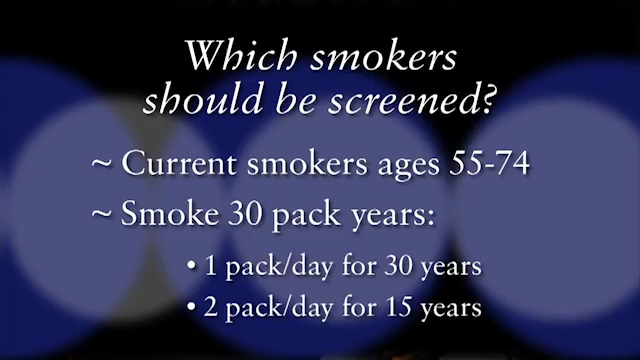 Which smokers
should be screened?
~ Current smokers ages 55-74
~ Smoke 30 pack years:
• 1 pack/day for 30 years
• 2 pack/day for 15 years